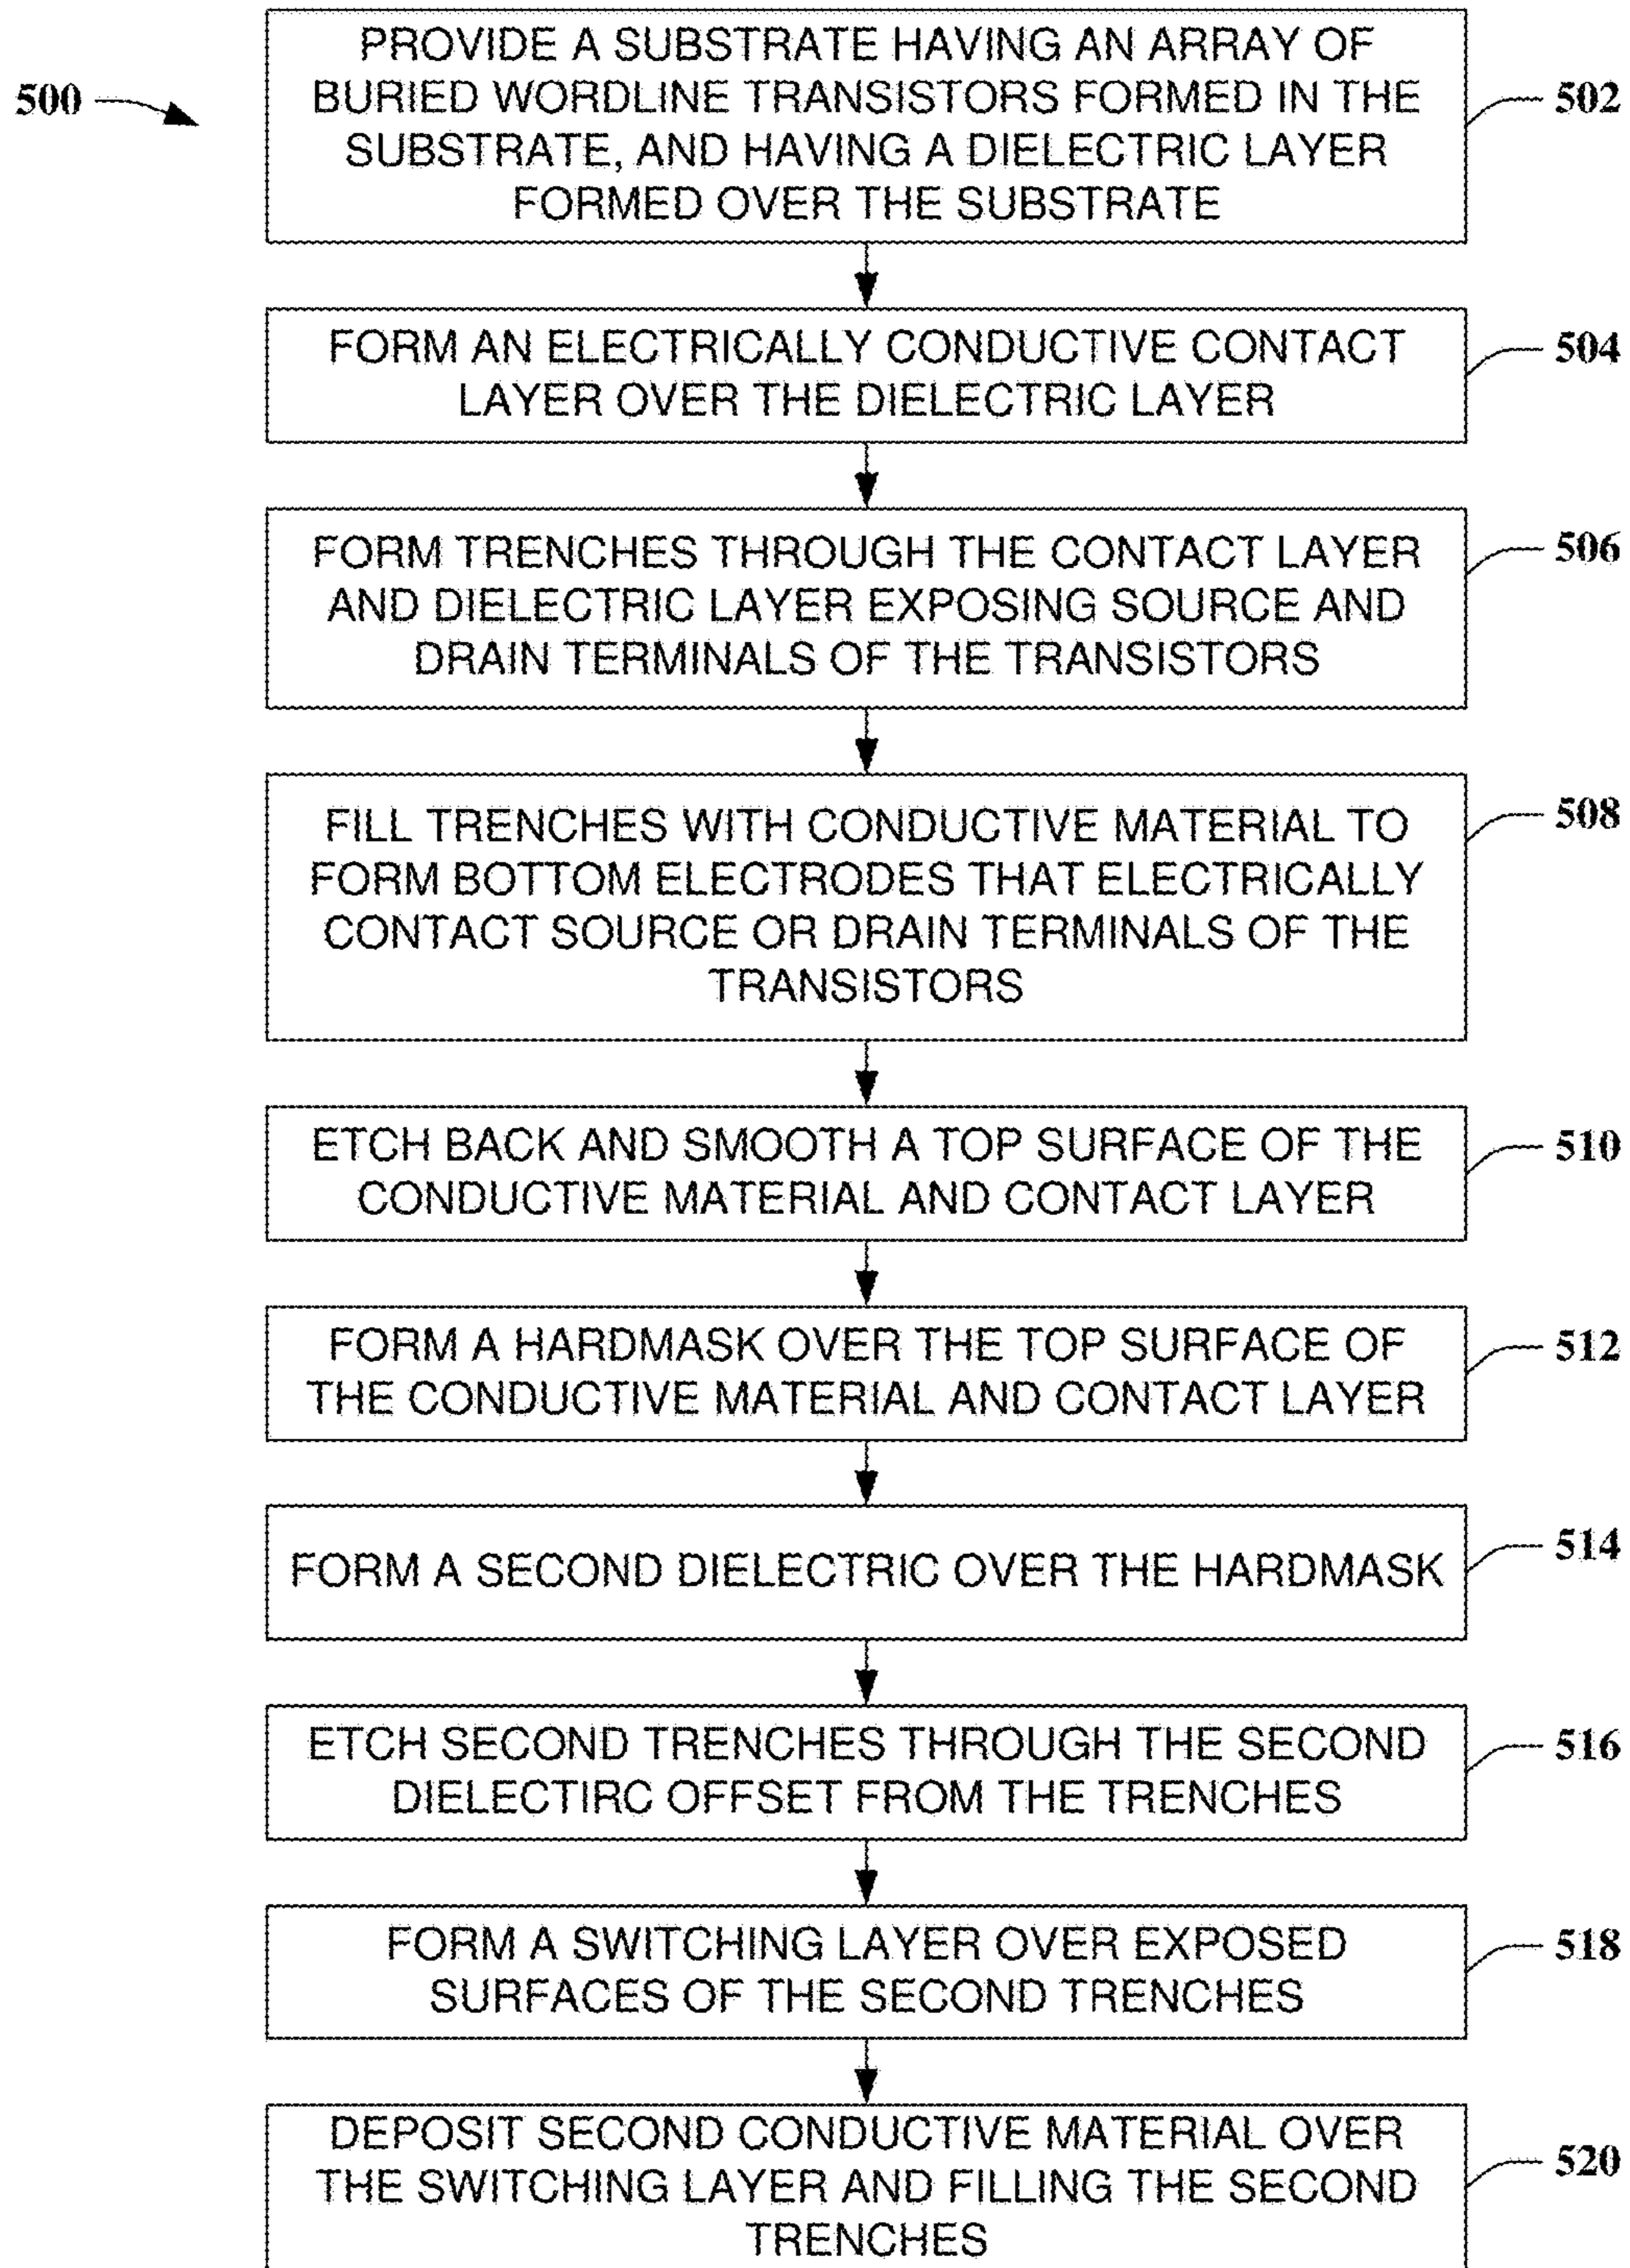 500
PROVIDE A SUBSTRATE HAVING AN ARRAY OF
BURIED WORDLINE TRANSISTORS FORMED IN THE
SUBSTRATE, AND HAVING A DIELECTRIC LAYER
FORMED OVER THE SUBSTRATE
502
FORM AN ELECTRICALLY CONDUCTIVE CONTACT
LAYER OVER THE DIELECTRIC LAYER
504
FORM TRENCHES THROUGH THE CONTACT LAYER
AND DIELECTRIC LAYER EXPOSING SOURCE AND
DRAIN TERMINALS OF THE TRANSISTORS
506
FILL TRENCHES WITH CONDUCTIVE MATERIAL TO
FORM BOTTOM ELECTRODES THAT ELECTRICALLY
CONTACT SOURCE OR DRAIN TERMINALS OF THE
TRANSISTORS
508
ETCH BACK AND SMOOTH A TOP SURFACE OF THE
CONDUCTIVE MATERIAL AND CONTACT LAYER
510
FORM A HARDMASK OVER THE TOP SURFACE OF
THE CONDUCTIVE MATERIAL AND CONTACT LAYER
512
FORM A SECOND DIELECTRIC OVER THE HARDMASK
514
ETCH SECOND TRENCHES THROUGH THE SECOND
DIELECTIRC OFFSET FROM THE TRENCHES
516
FORM A SWITCHING LAYER OVER EXPOSED
SURFACES OF THE SECOND TRENCHES
518
DEPOSIT SECOND CONDUCTIVE MATERIAL OVER
THE SWITCHING LAYER AND FILLING THE SECOND
TRENCHES
520